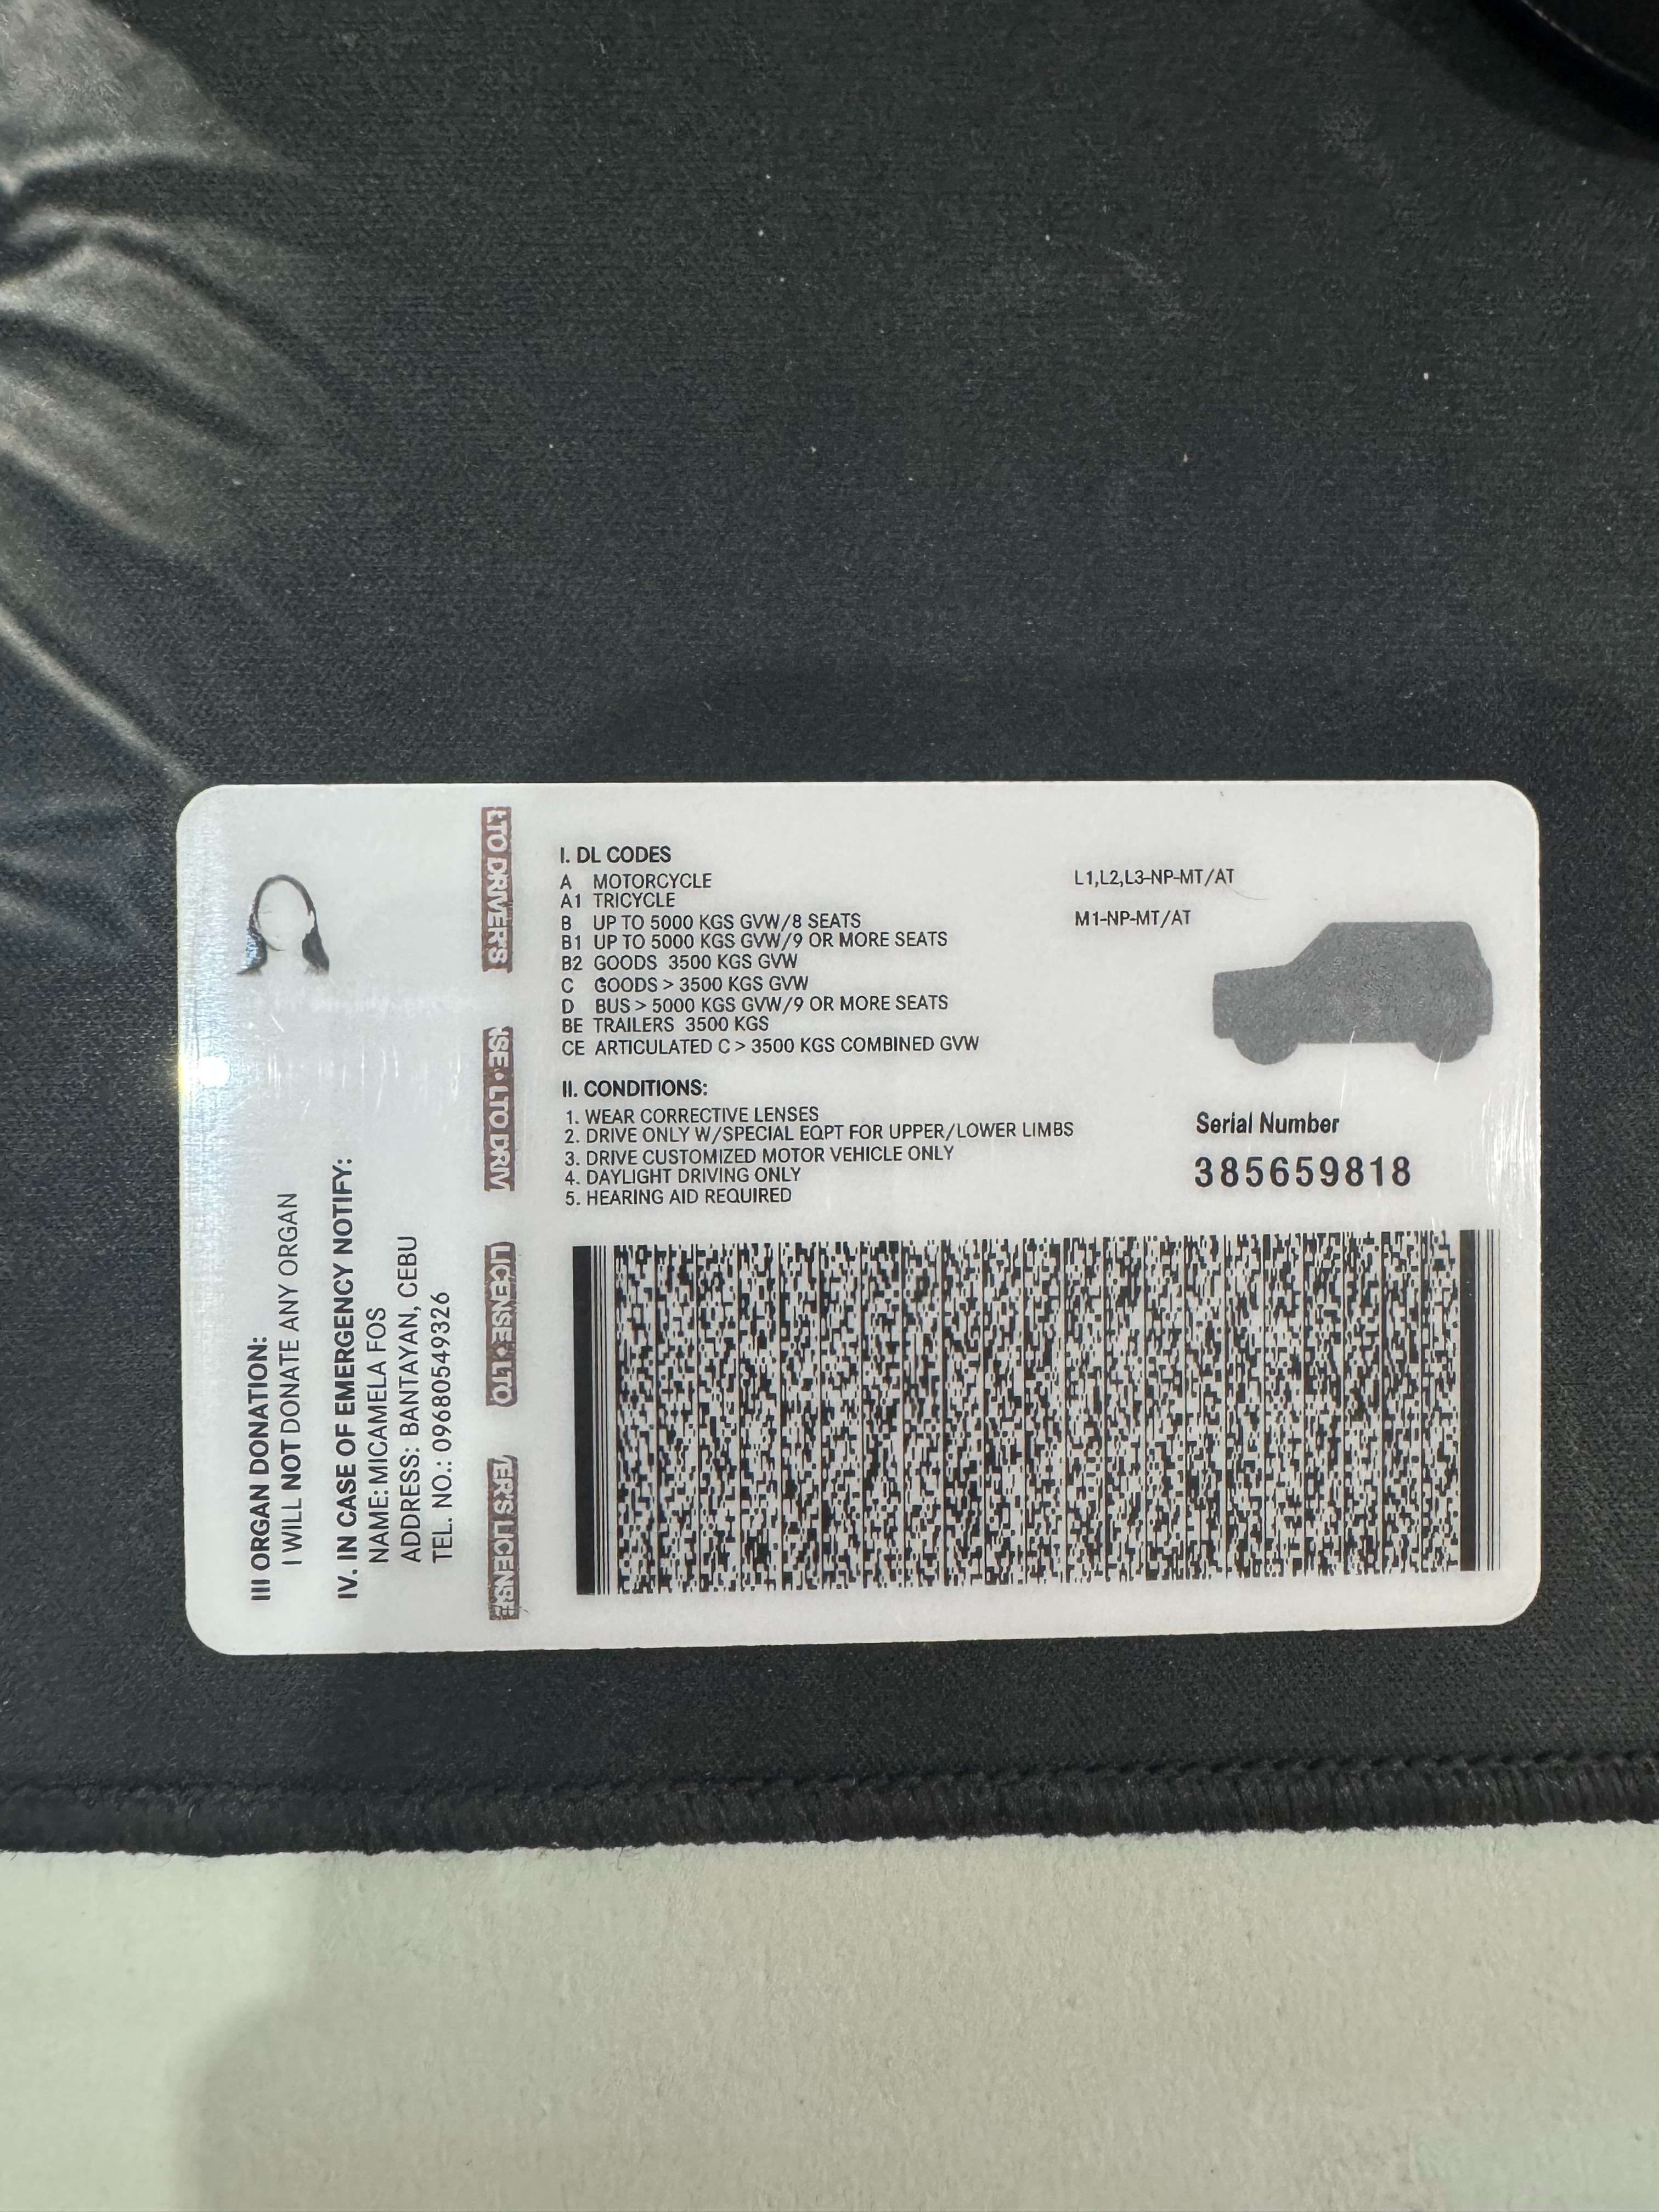 I. DL CODES
A MOTORCYCLE L1,L2,L3-NP-MT/AT
A1 TRICYCLE
B UP TO 5000 KGS GVW/8 SEATS M1-NP-MT/AT
B1 UP TO 5000 KGS GVW/9 OR MORE SEATS
B2 GOODS 3500 KGS GVW
C GOODS > 3500 KGS GVW
D BUS > 5000 KGS GVW/9 OR MORE SEATS
BE TRAILERS 3500 KGS
CE ARTICULATED C > 3500 KGS COMBINED GVW
II. CONDITIONS:
1. WEAR CORRECTIVE LENSES
2. DRIVE ONLY W/SPECIAL EQPT FOR UPPER/LOWER LIMBS
3. DRIVE CUSTOMIZED MOTOR VEHICLE ONLY
4. DAYLIGHT DRIVING ONLY
5. HEARING AID REQUIRED
Serial Number
385659818
III ORGAN DONATION:
I WILL NOT DONATE ANY ORGAN
IV. IN CASE OF EMERGENCY NOTIFY:
NAME: MICAMELA FOS
ADDRESS: BANTAYAN, CEBU
TEL. NO.: 09680549326
LTO DRIVERS
SE • LTO DRIV
LICENSE • LTO
ERS LICENSE